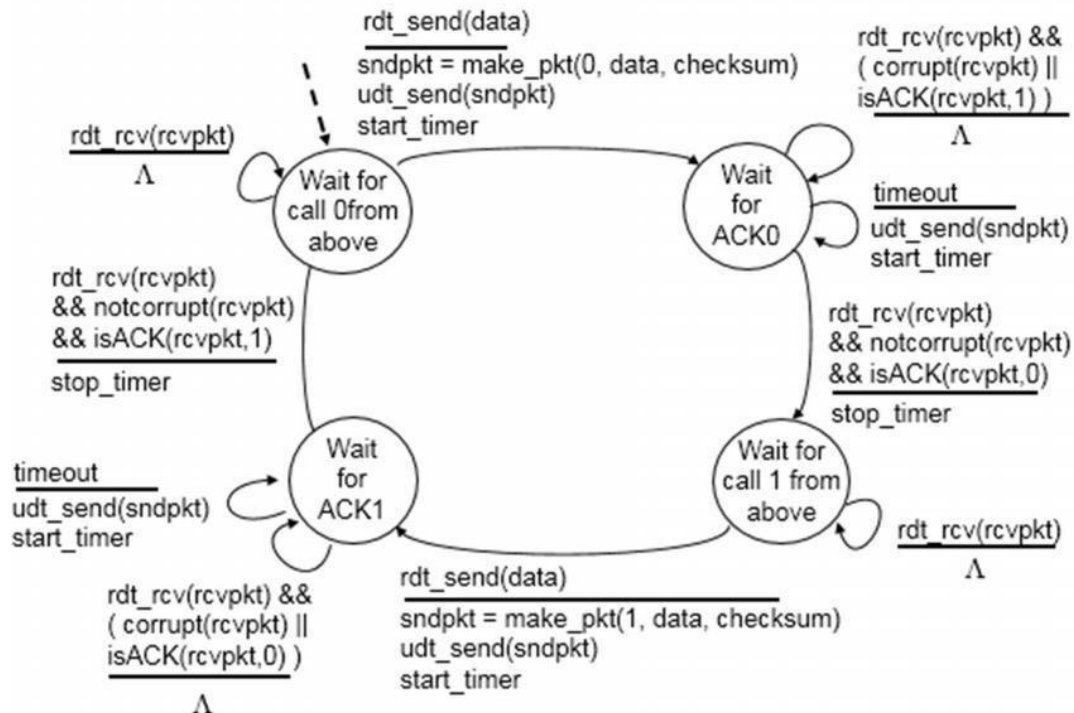 rdt_send(data)
sndpkt = make_pkt(0, data, checksum)
udt_send(sndpkt)
start_timer
rdt_rcv(rcvpkt) &&
( corrupt(rcvpkt) ||
isACK(rcvpkt,1) )
Λ
rdt_rcv(rcvpkt)
Λ
Wait for
call 0from
above
Wait
for
ACK0
timeout
udt_send(sndpkt)
start_timer
rdt_rcv(rcvpkt)
&& notcorrupt(rcvpkt)
&& isACK(rcvpkt,1)
stop_timer
rdt_rcv(rcvpkt)
&& notcorrupt(rcvpkt)
&& isACK(rcvpkt,0)
stop_timer
Wait
for
ACK1
Wait for
call 1 from
above
timeout
udt_send(sndpkt)
start_timer
rdt_rcv(rcvpkt)
Λ
rdt_rcv(rcvpkt) &&
( corrupt(rcvpkt) ||
isACK(rcvpkt,0) )
Λ
rdt_send(data)
sndpkt = make_pkt(1, data, checksum)
udt_send(sndpkt)
start_timer